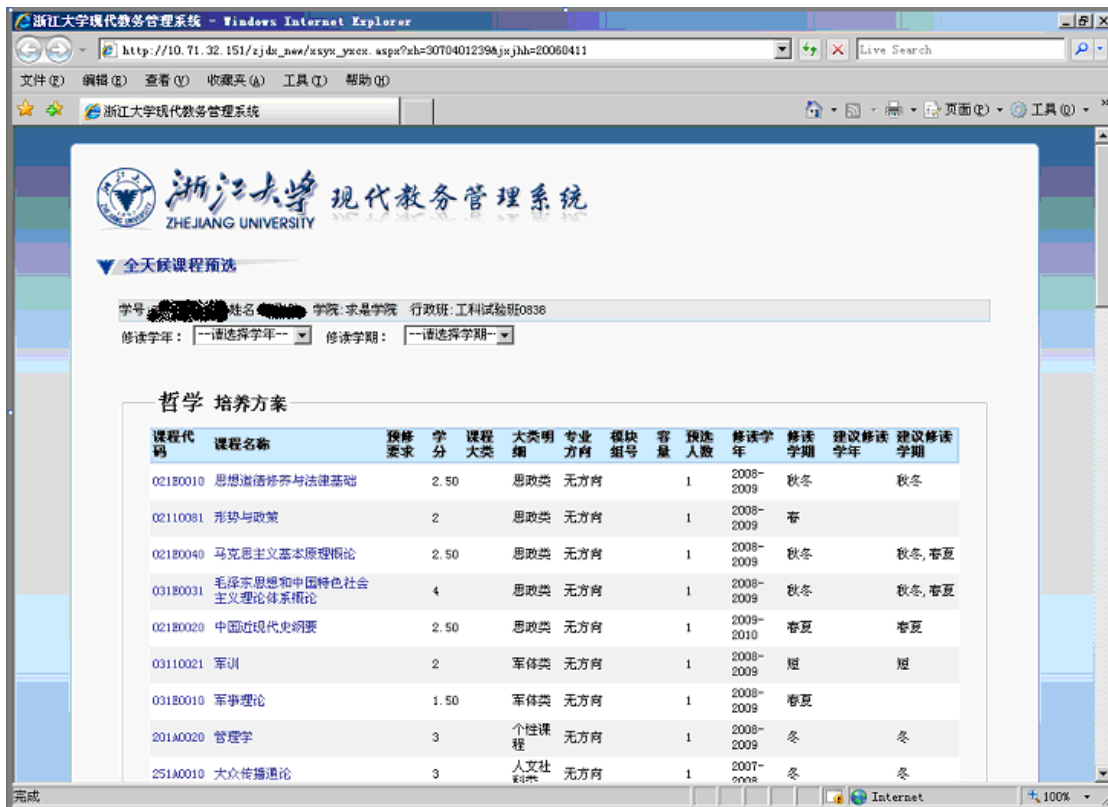 浙江大学现代教务管理系统 - Windows Internet Explorer
http://10.71.32.151/zjdx_new/xsyx_yxcx.aspx?xh=3070401239&jxjhh=20060411
Live Search
文件(F) 编辑(E) 查看(V) 收藏夹(A) 工具(T) 帮助(H)
浙江大学现代教务管理系统
页面(P) 工具(O)
浙江大学 现代教务管理系统
ZHEJIANG UNIVERSITY
全天候课程预选
学号 姓名 学院:求是学院 行政班:工科试验班0838
修读学年: --请选择学年-- 修读学期: --请选择学期--
哲学 培养方案
课程代码 课程名称 预修要求 学分 课程大类 大类明细 专业方向 模块组号 容量 预选人数 修读学年 修读学期 建议修读学年 建议修读学期
021E0010 思想道德修养与法律基础 2.50 思政类 无方向 1 2008-2009 秋冬 秋冬
02110081 形势与政策 2 思政类 无方向 1 2008-2009 春
021E0040 马克思主义基本原理概论 2.50 思政类 无方向 1 2008-2009 秋冬 秋冬,春夏
031E0031 毛泽东思想和中国特色社会主义理论体系概论 4 思政类 无方向 1 2008-2009 秋冬 秋冬,春夏
021E0020 中国近现代史纲要 2.50 思政类 无方向 1 2009-2010 春夏 春夏
03110021 军训 2 军体类 无方向 1 2008-2009 短 短
031E0010 军事理论 1.50 军体类 无方向 1 2008-2009 春夏
201A0020 管理学 3 个性课程 无方向 1 2008-2009 冬 冬
251A0010 大众传播通论 3 人文社科类 无方向 1 2007-2008 冬 冬
完成 Internet 100%